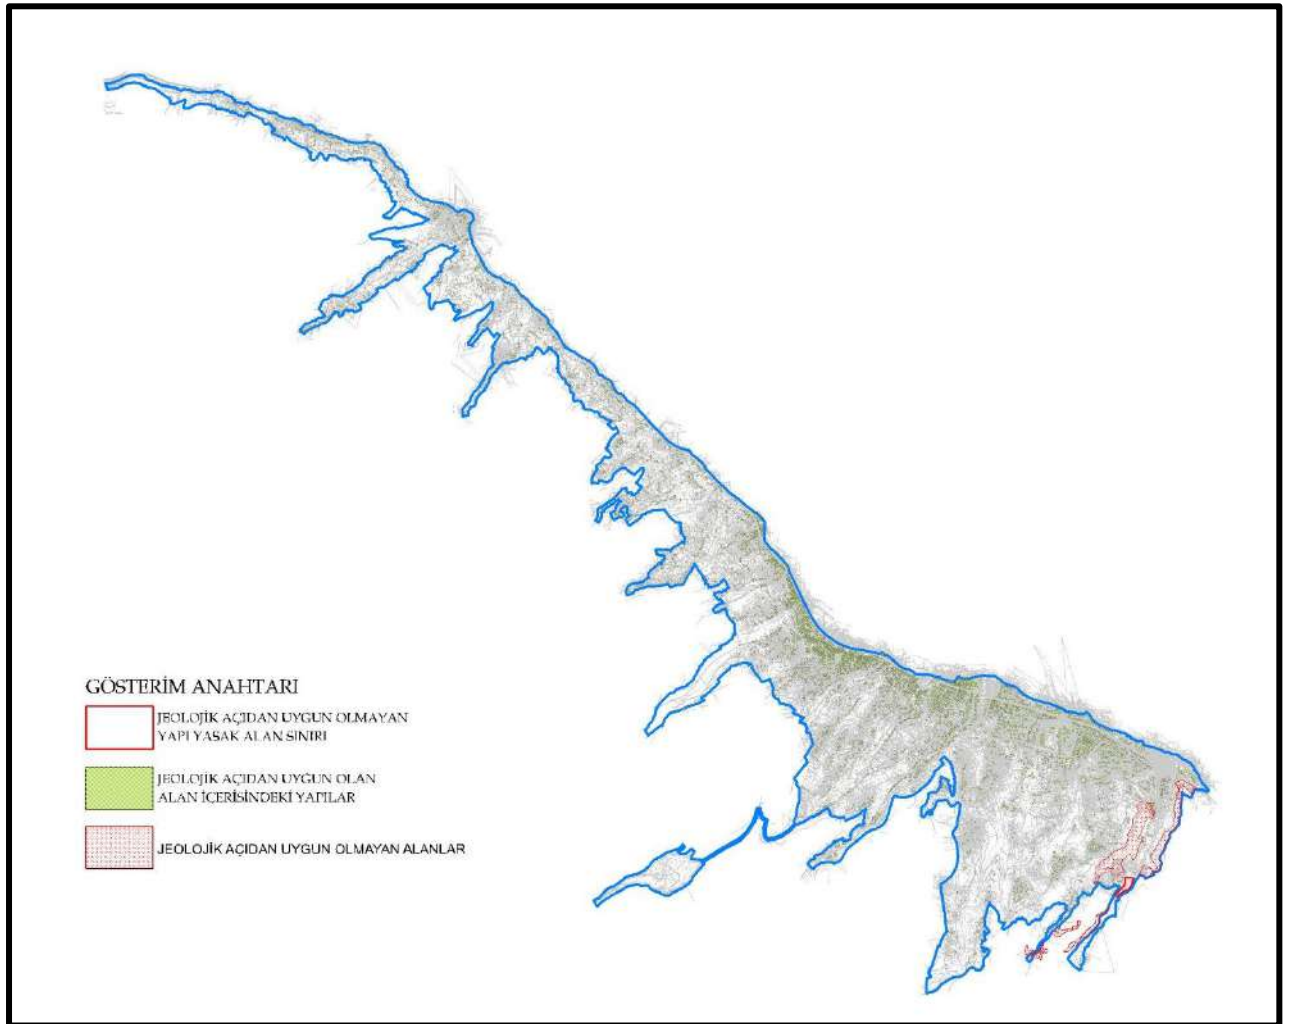 GÖSTERİM ANAHTARI
JEOLOJİK AÇIDAN UYGUN OLMAYAN
YAPI YASAK ALAN SINIRI
JEOLOJİK AÇIDAN UYGUN OLAN
ALAN İÇERİSİNDEKİ YAPILAR
JEOLOJİK AÇIDAN UYGUN OLMAYAN ALANLAR